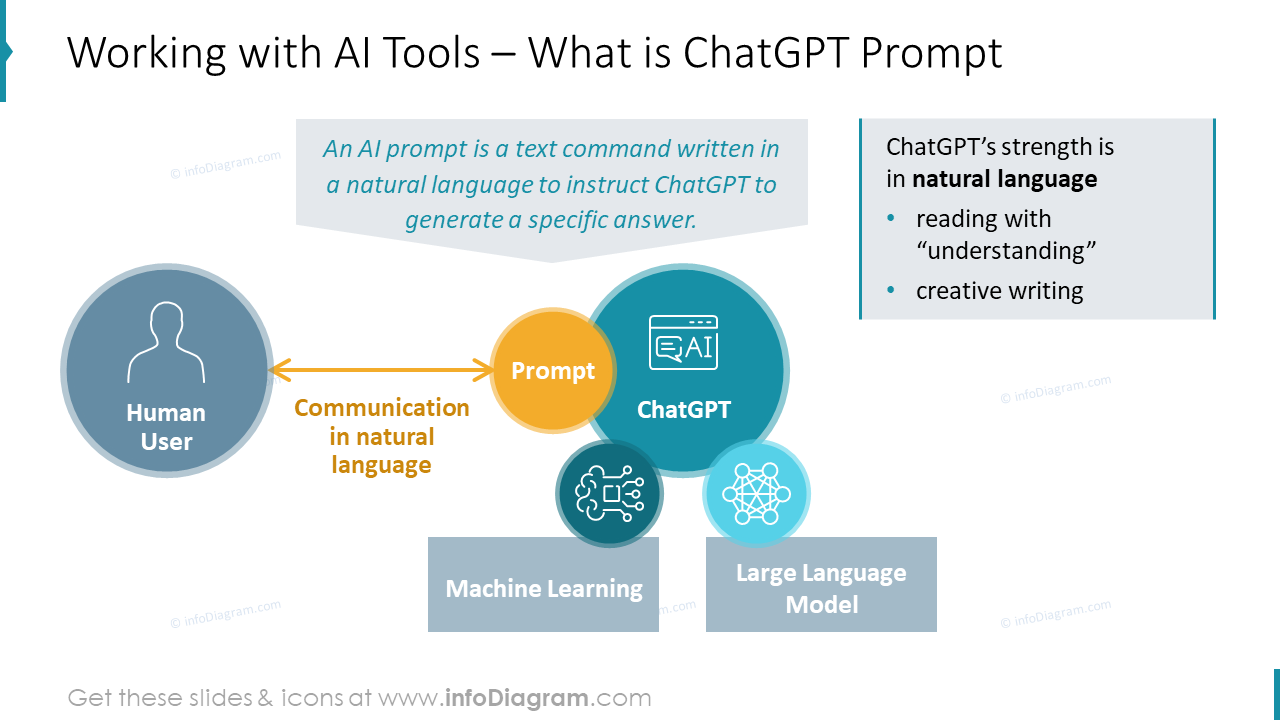 Working with AI Tools – What is ChatGPT Prompt
© infoDiagram.com
An AI prompt is a text command written in
a natural language to instruct ChatGPT to
generate a specific answer.
ChatGPT’s strength is
in natural language
• reading with
“understanding”
• creative writing
AI
Prompt
ChatGPT
Human
User
Communication
in natural
language
© infoDiagram.com
Machine Learning
Large Language
Model
© infoDiagram.com
m.com
© infoDiagram.com
Get these slides & icons at www.infoDiagram.com